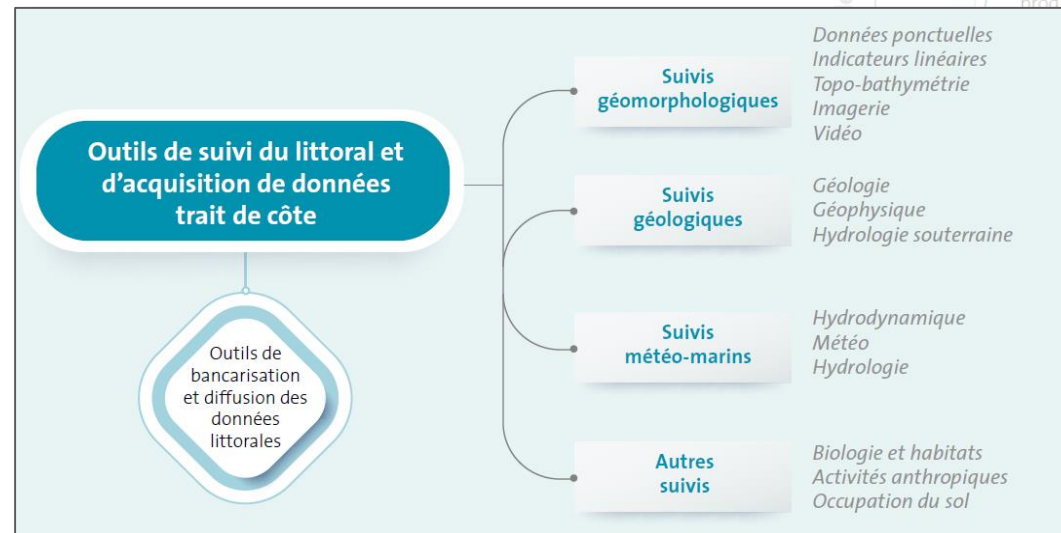 Outils de suivi du littoral et
d'acquisition de données
trait de côte
Outils de
bancarisation
et diffusion des
données
littorales
Suivis
géomorphologiques
Données ponctuelles
Indicateurs linéaires
Topo-bathymétrie
Imagerie
Vidéo
Suivis
géologiques
Géologie
Géophysique
Hydrologie souterraine
Suivis
météo-marins
Hydrodynamique
Météo
Hydrologie
Autres
suivis
Biologie et habitats
Activités anthropiques
Occupation du sol